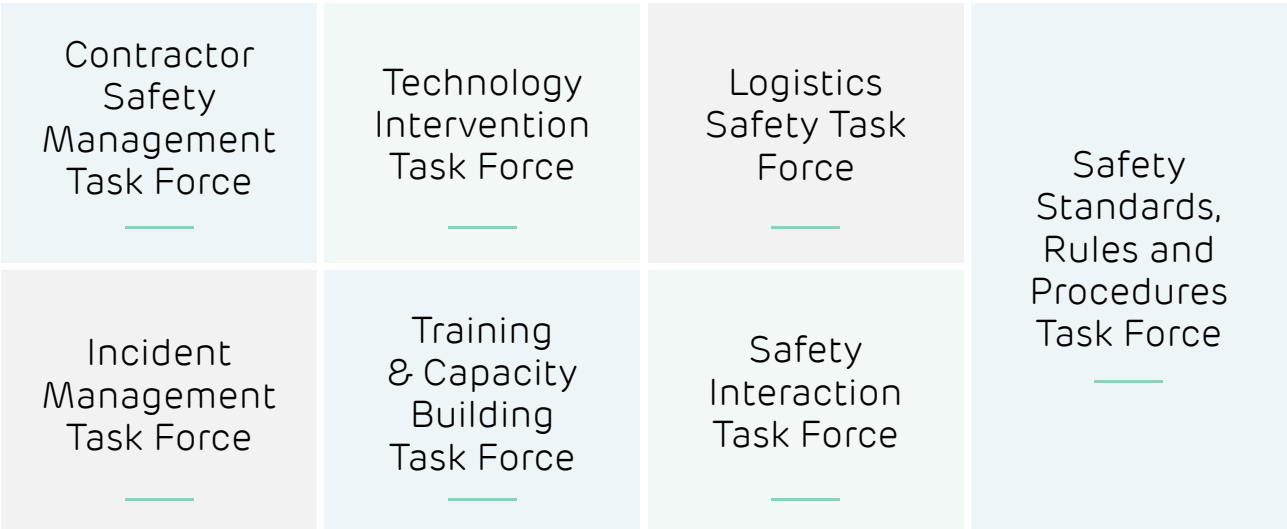 Contractor
Safety
Management
Task Force
Technology
Intervention
Task Force
Logistics
Safety Task
Force
Safety
Standards,
Rules and
Procedures
Task Force
Incident
Management
Task Force
Training
& Capacity
Building
Task Force
Safety
Interaction
Task Force